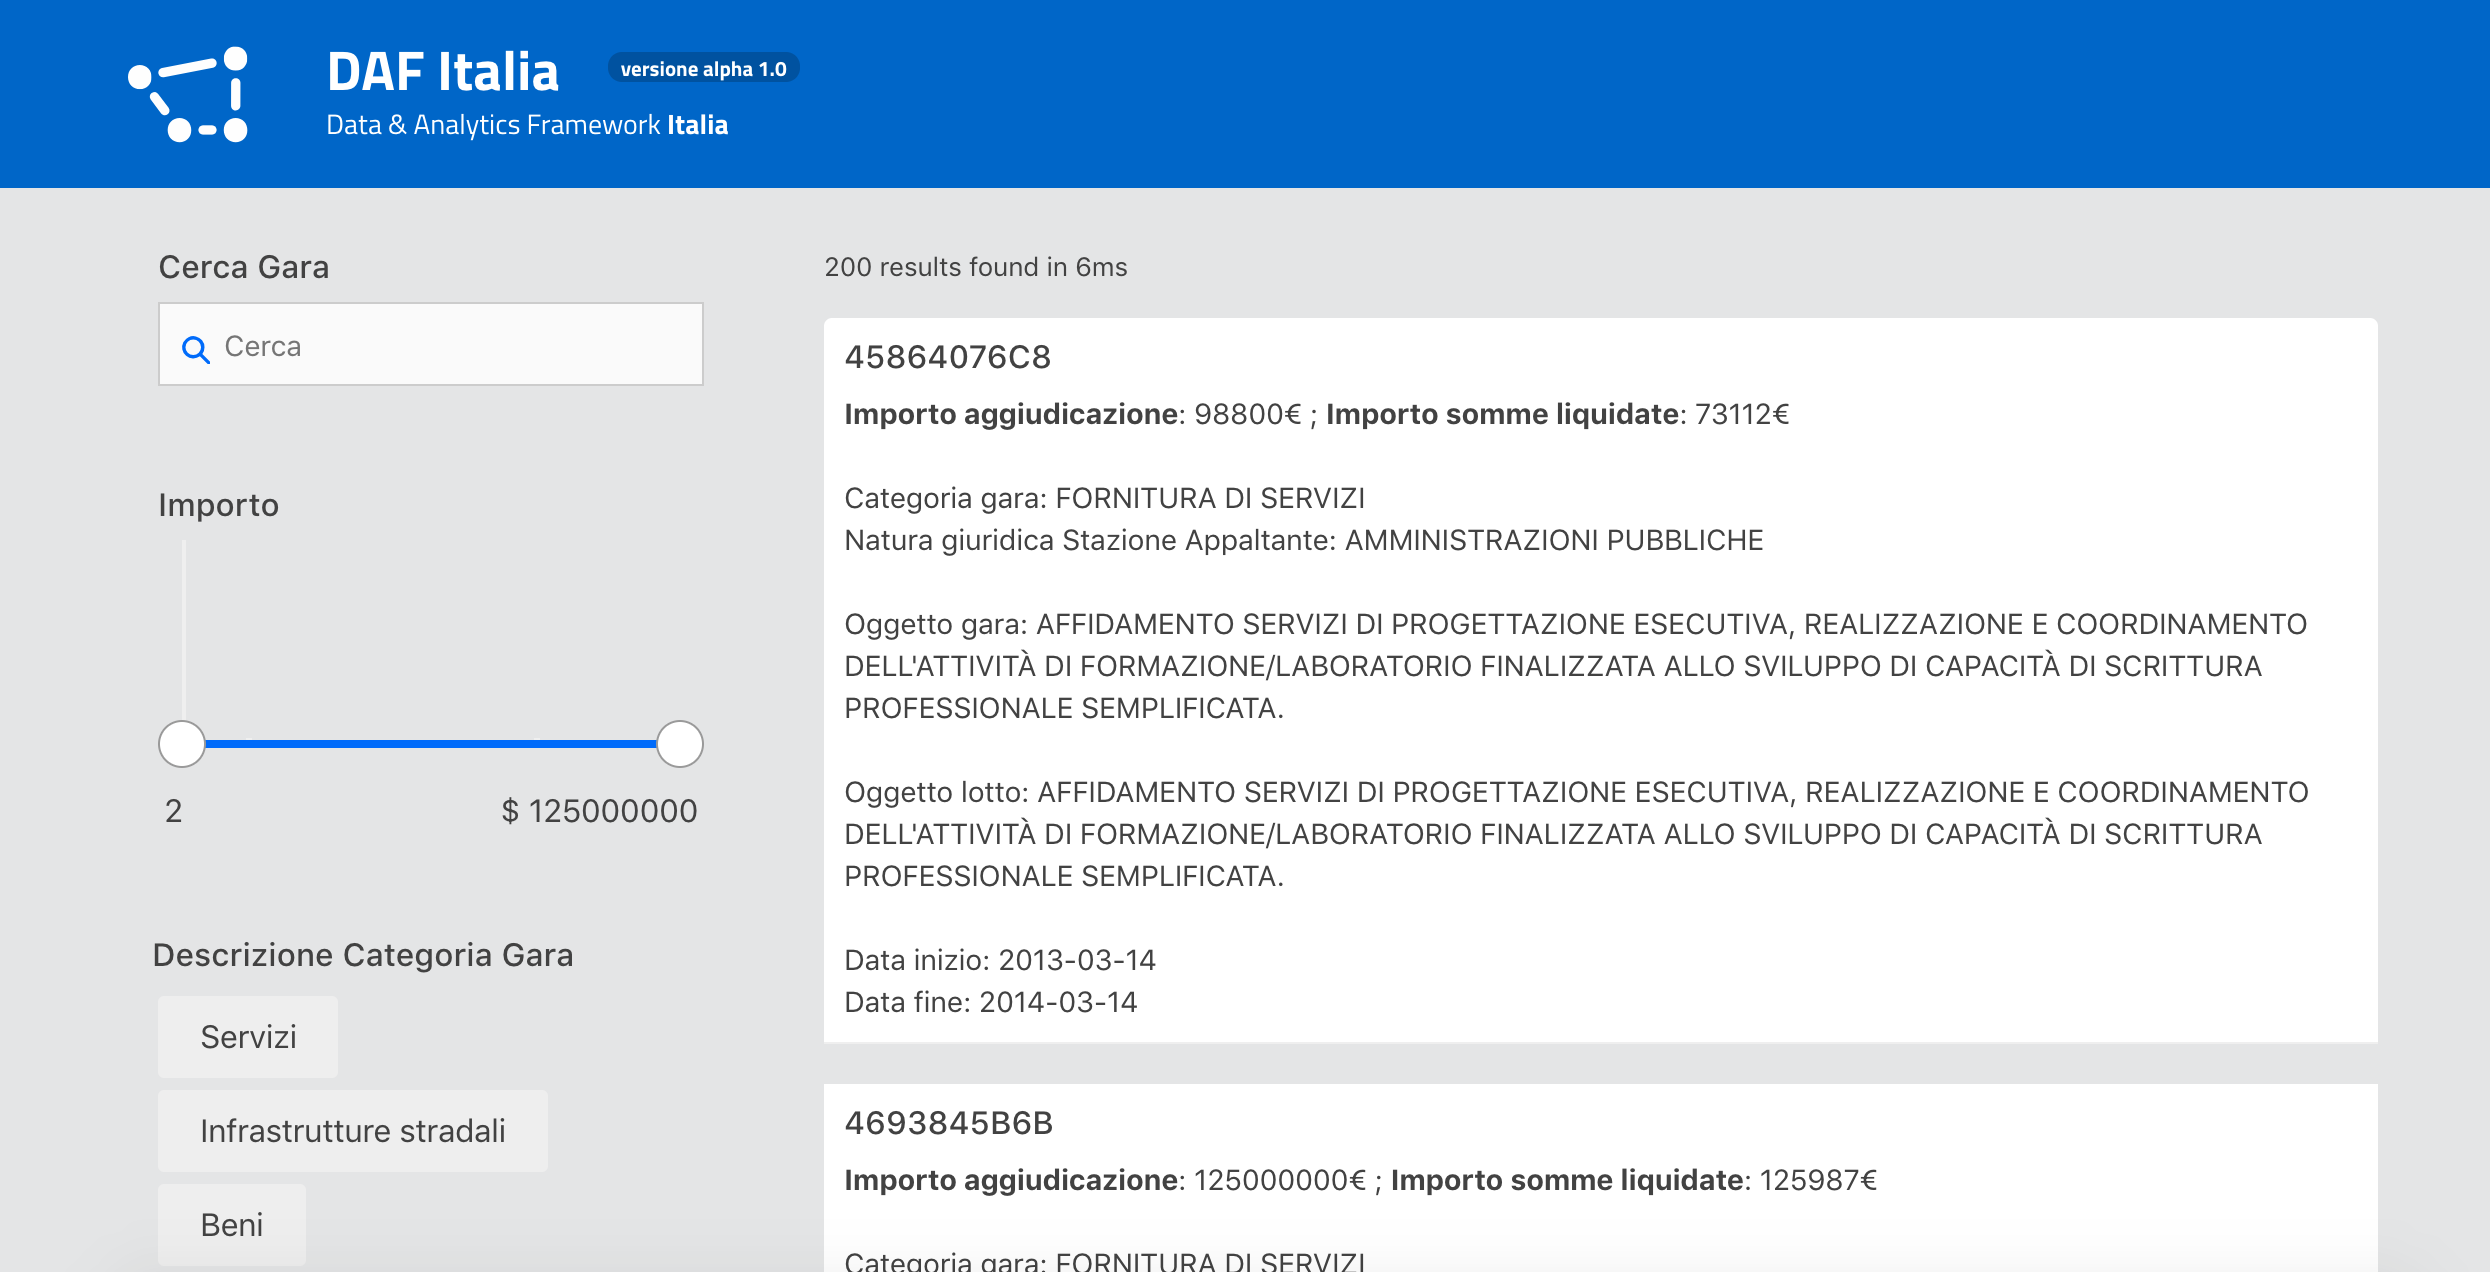 DAF Italia
versione alpha 1.0
Data & Analytics Framework Italia
Cerca Gara
Cerca
Importo
2
$ 125000000
Descrizione Categoria Gara
Servizi
Infrastrutture stradali
Beni
200 results found in 6ms
45864076C8
Importo aggiudicazione: 98800€ ; Importo somme liquidate: 73112€
Categoria gara: FORNITURA DI SERVIZI
Natura giuridica Stazione Appaltante: AMMINISTRAZIONI PUBBLICHE
Oggetto gara: AFFIDAMENTO SERVIZI DI PROGETTAZIONE ESECUTIVA, REALIZZAZIONE E COORDINAMENTO
DELL'ATTIVITÀ DI FORMAZIONE/LABORATORIO FINALIZZATA ALLO SVILUPPO DI CAPACITÀ DI SCRITTURA
PROFESSIONALE SEMPLIFICATA.
Oggetto lotto: AFFIDAMENTO SERVIZI DI PROGETTAZIONE ESECUTIVA, REALIZZAZIONE E COORDINAMENTO
DELL'ATTIVITÀ DI FORMAZIONE/LABORATORIO FINALIZZATA ALLO SVILUPPO DI CAPACITÀ DI SCRITTURA
PROFESSIONALE SEMPLIFICATA.
Data inizio: 2013-03-14
Data fine: 2014-03-14
4693845B6B
Importo aggiudicazione: 125000000€ ; Importo somme liquidate: 125987€
Categoria gara: FORNITURA DI SERVIZI